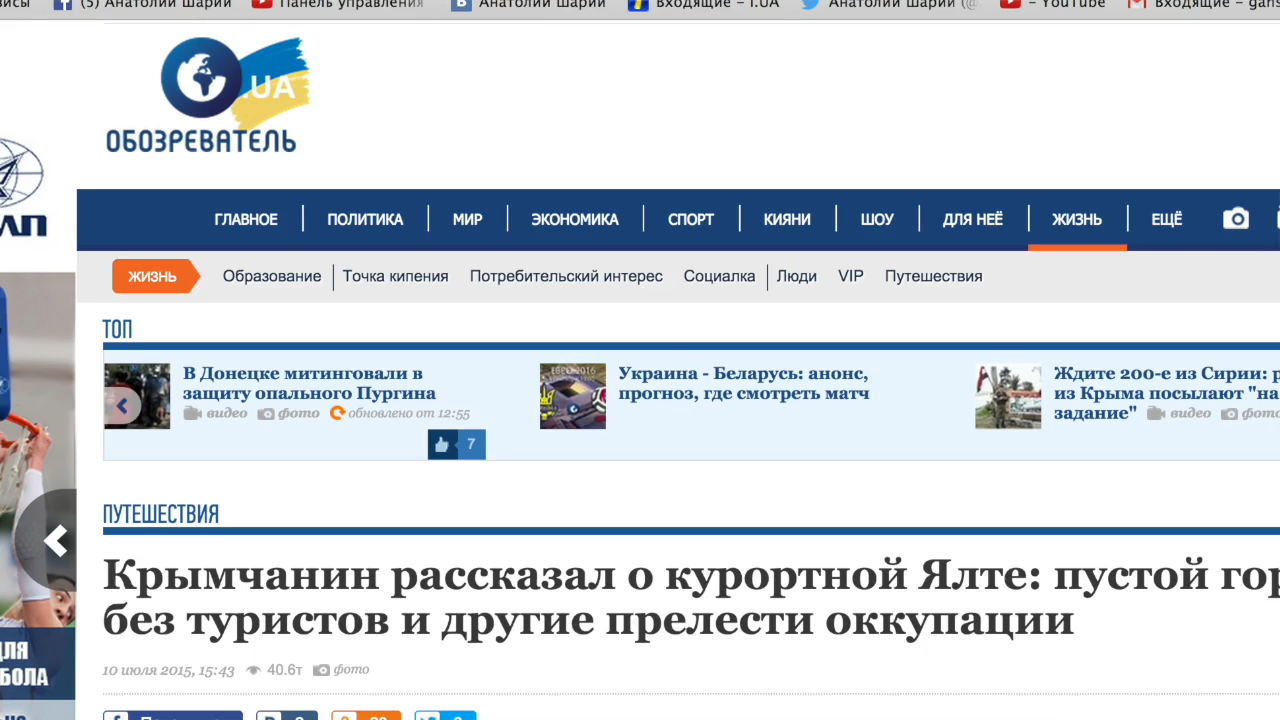 (5) Анатолий Шарий
Панель управления
Анатолий Шарий
Входящие – I.UA
Анатолий Шарий (@
– YouTube
Входящие –
.UA
ОБОЗРЕВАТЕЛЬ
ГЛАВНОЕ ПОЛИТИКА МИР ЭКОНОМИКА СПОРТ КИЯНИ ШОУ ДЛЯ НЕЁ ЖИЗНЬ ЕЩЁ
ЖИЗНЬ Образование Точка кипения Потребительский интерес Социалка Люди VIP Путешествия
ТОП
В Донецке митинговали в
защиту опального Пургина
видео фото обновлено от 12:55
7
Украина - Беларусь: анонс,
прогноз, где смотреть матч
Ждите 200-е из Сирии:
из Крыма посылают "на
задание" видео фото
ПУТЕШЕСТВИЯ
Крымчанин рассказал о курортной Ялте: пустой
без туристов и другие прелести оккупации
10 июля 2015, 15:43 40.6т фото